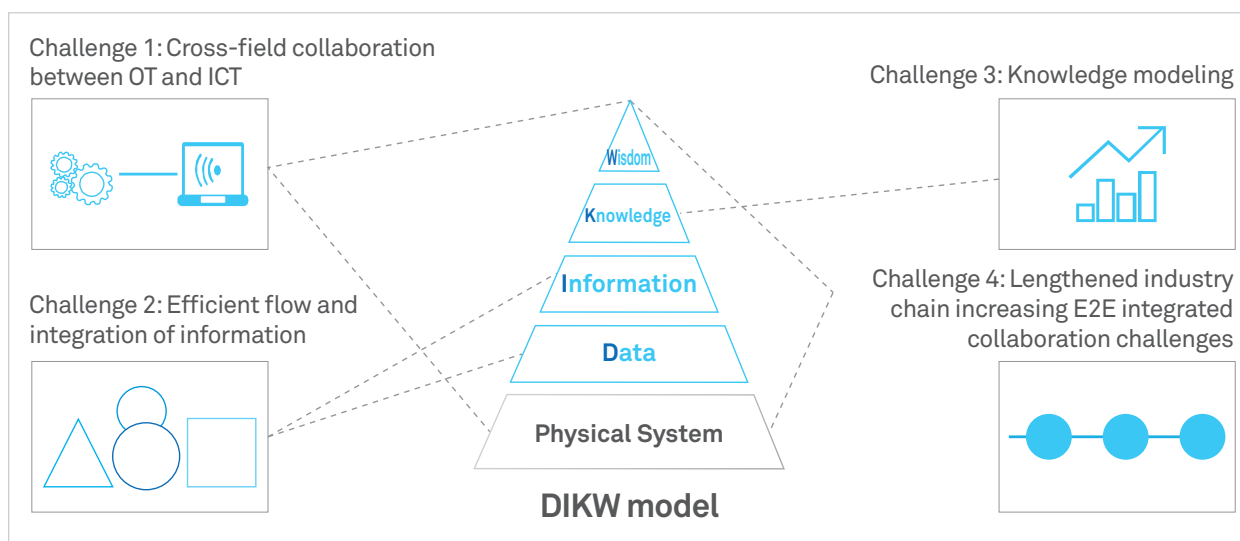 Challenge 1: Cross-field collaboration
between OT and ICT
Challenge 2: Efficient flow and
integration of information
Wisdom
Knowledge
Information
Data
Physical System
DIKW model
Challenge 3: Knowledge modeling
Challenge 4: Lengthened industry
chain increasing E2E integrated
collaboration challenges